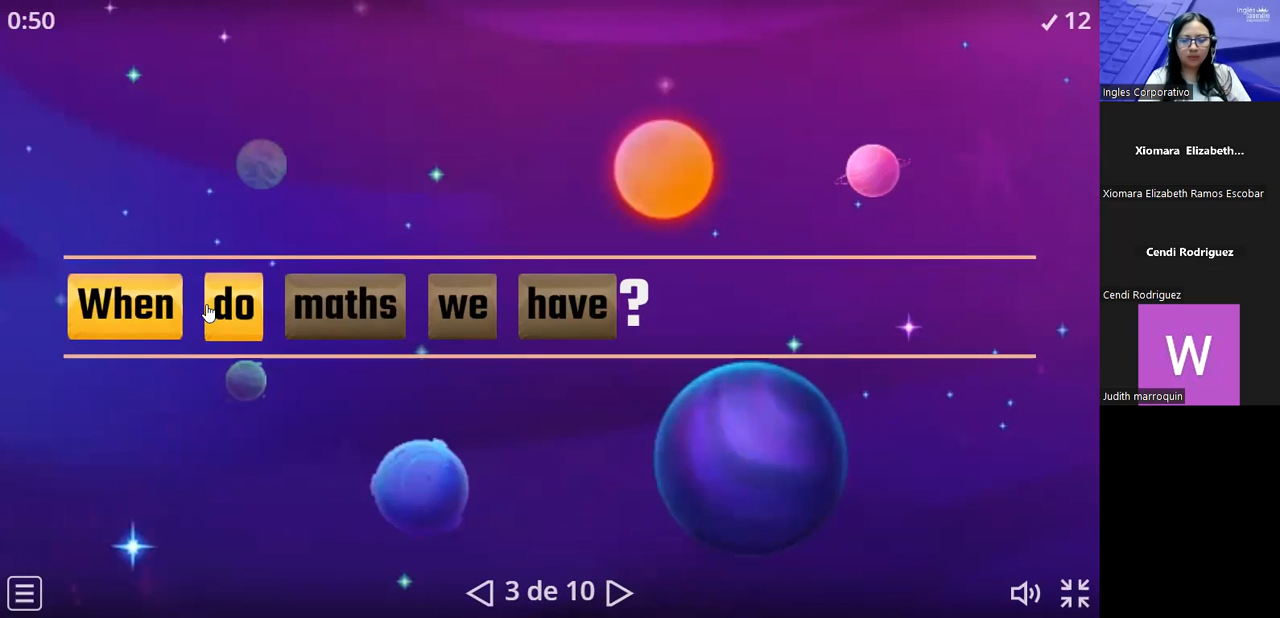 0:50
12
When do maths we have?
3 de 10
Ingles Corporativo
Xiomara Elizabeth...
Xiomara Elizabeth Ramos Escobar
Cendi Rodriguez
Cendi Rodriguez
W
Judith marroquin